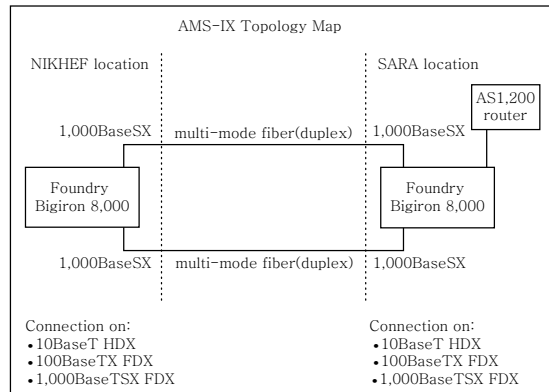 AMS-IX Topology Map
NIKHEF location
SARA location
AS1,200
router
1,000BaseSX
multi-mode fiber(duplex)
1,000BaseSX
Foundry
Bigiron 8,000
Foundry
Bigiron 8,000
1,000BaseSX
multi-mode fiber(duplex)
1,000BaseSX
Connection on:
•10BaseT HDX
•100BaseTX FDX
•1,000BaseTSX FDX
Connection on:
•10BaseT HDX
•100BaseTX FDX
•1,000BaseTSX FDX